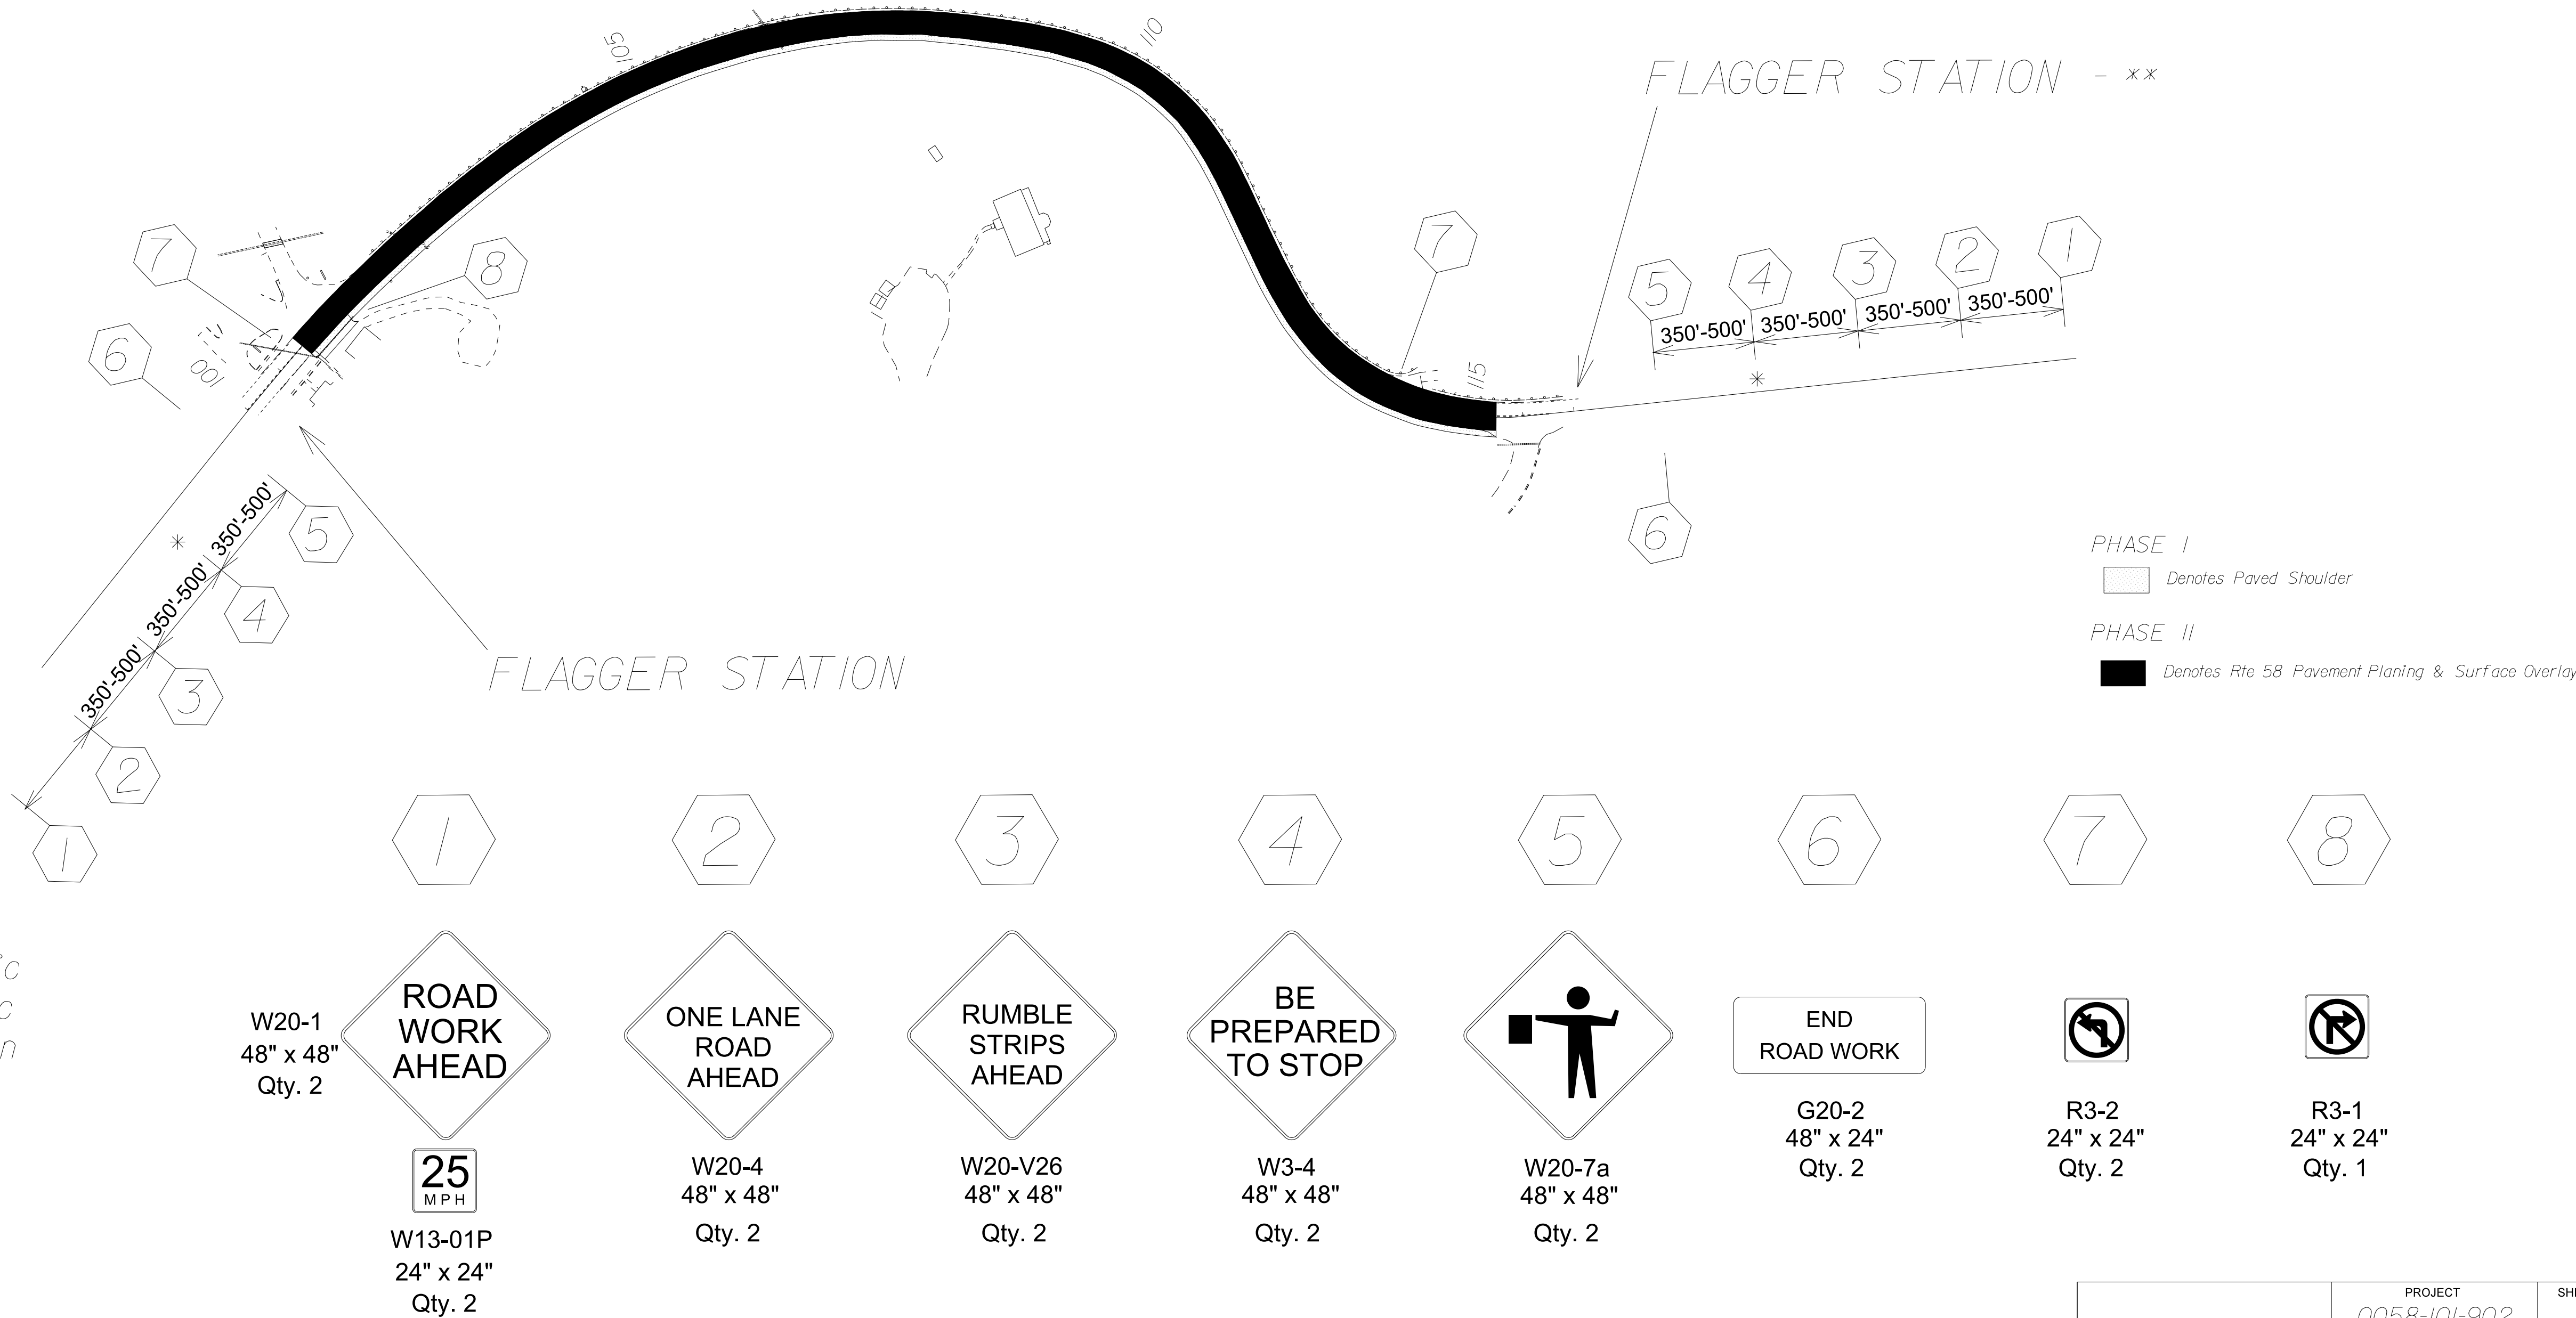 105
110
FLAGGER STATION - **
7
8
6
100
7
5
4
3
2
1
350'-500'
350'-500'
350'-500'
350'-500'
*
115
6
5
350'-500'
*
4
350'-500'
3
350'-500'
2
1
FLAGGER STATION
PHASE I
Denotes Paved Shoulder
PHASE II
Denotes Rte 58 Pavement Planing & Surface Overlay
1
2
3
4
5
6
7
8
W20-1
48" x 48"
Qty. 2
ROAD
WORK
AHEAD
25
MPH
W13-01P
24" x 24"
Qty. 2
ONE LANE
ROAD
AHEAD
W20-4
48" x 48"
Qty. 2
RUMBLE
STRIPS
AHEAD
W20-V26
48" x 48"
Qty. 2
BE
PREPARED
TO STOP
W3-4
48" x 48"
Qty. 2
W20-7a
48" x 48"
Qty. 2
END
ROAD WORK
G20-2
48" x 24"
Qty. 2
R3-2
24" x 24"
Qty. 2
R3-1
24" x 24"
Qty. 1
PROJECT
0058-101-902